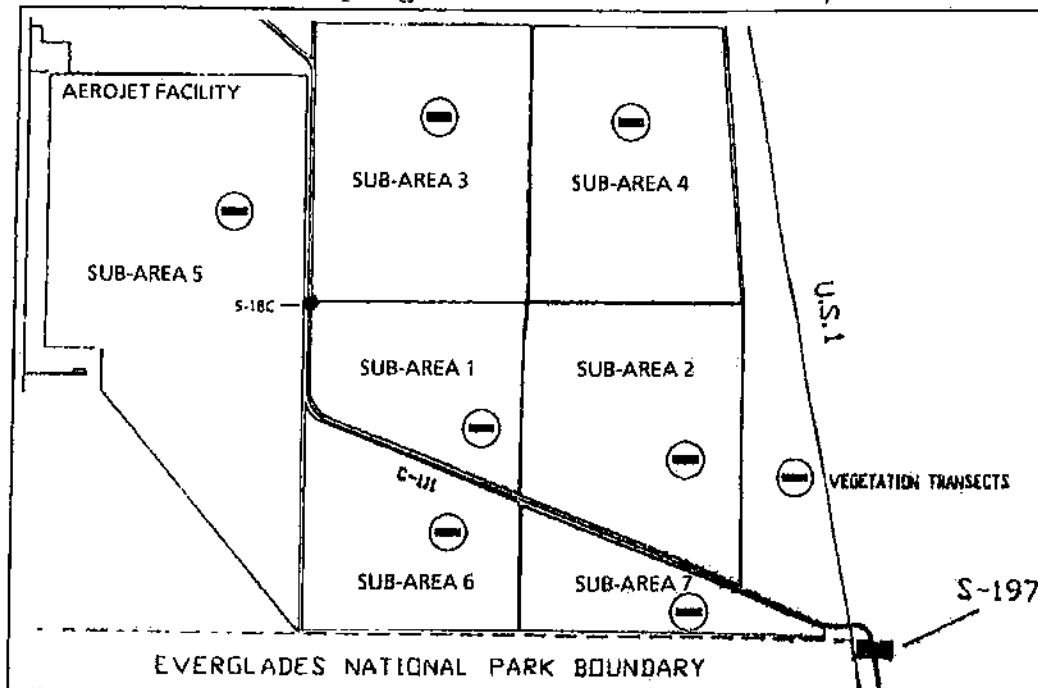 AEROJET FACILITY
SUB-AREA 3
SUB-AREA 4
SUB-AREA 5
S-18C
U.S.1
SUB-AREA 1
SUB-AREA 2
C-111
VEGETATION TRANSECTS
SUB-AREA 6
SUB-AREA 7
S-197
EVERGLADES NATIONAL PARK BOUNDARY